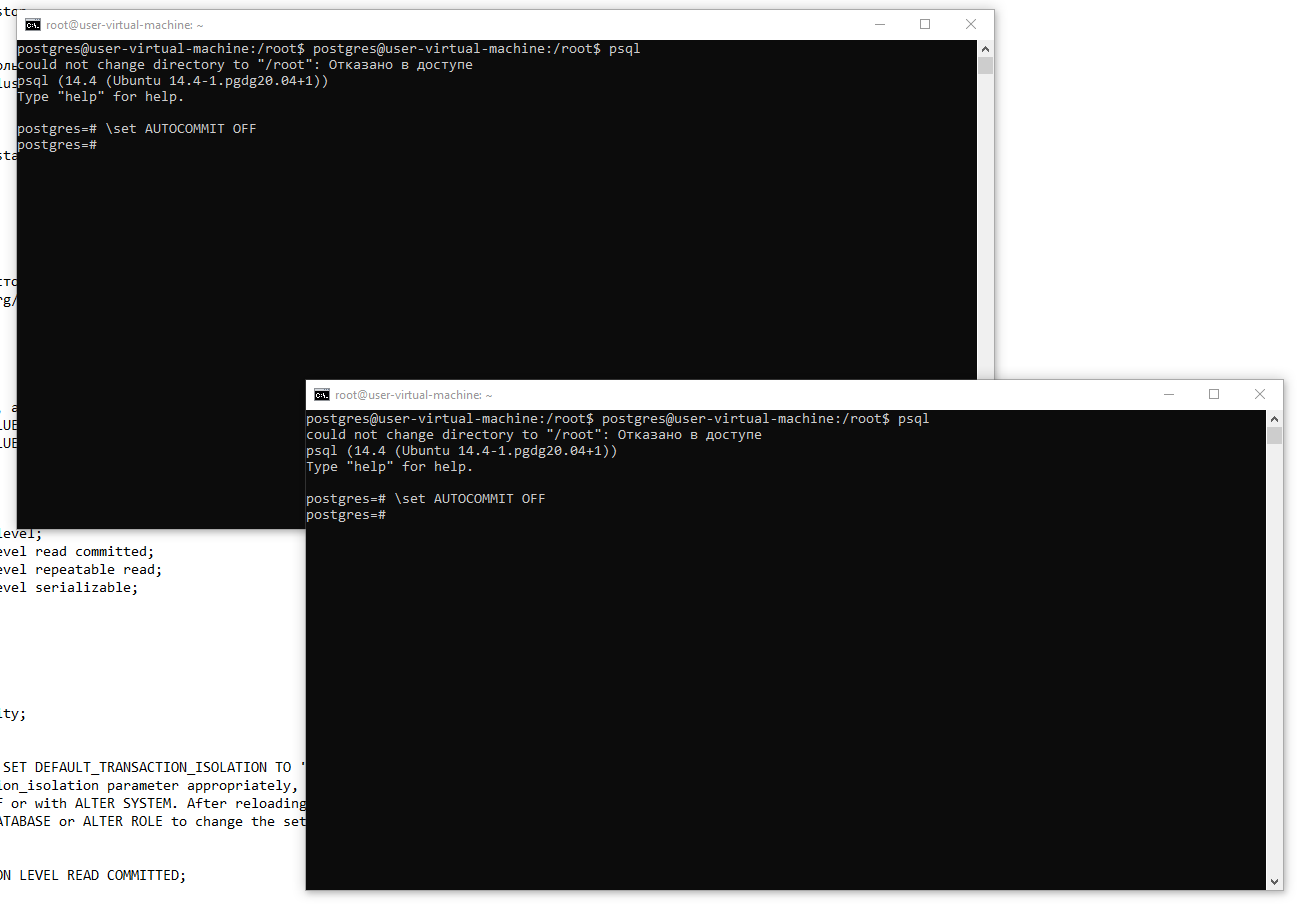 root@user-virtual-machine: ~
postgres@user-virtual-machine:/root$ postgres@user-virtual-machine:/root$ psql
could not change directory to "/root": Отказано в доступе
psql (14.4 (Ubuntu 14.4-1.pgdg20.04+1))
Type "help" for help.
postgres=# \set AUTOCOMMIT OFF
postgres=#
root@user-virtual-machine: ~
postgres@user-virtual-machine:/root$ postgres@user-virtual-machine:/root$ psql
could not change directory to "/root": Отказано в доступе
psql (14.4 (Ubuntu 14.4-1.pgdg20.04+1))
Type "help" for help.
postgres=# \set AUTOCOMMIT OFF
postgres=#
level;
evel read committed;
evel repeatable read;
evel serializable;
ity;
SET DEFAULT_TRANSACTION_ISOLATION TO '
ion_isolation parameter appropriately,
F or with ALTER SYSTEM. After reloading
ATABASE or ALTER ROLE to change the set
ON LEVEL READ COMMITTED;